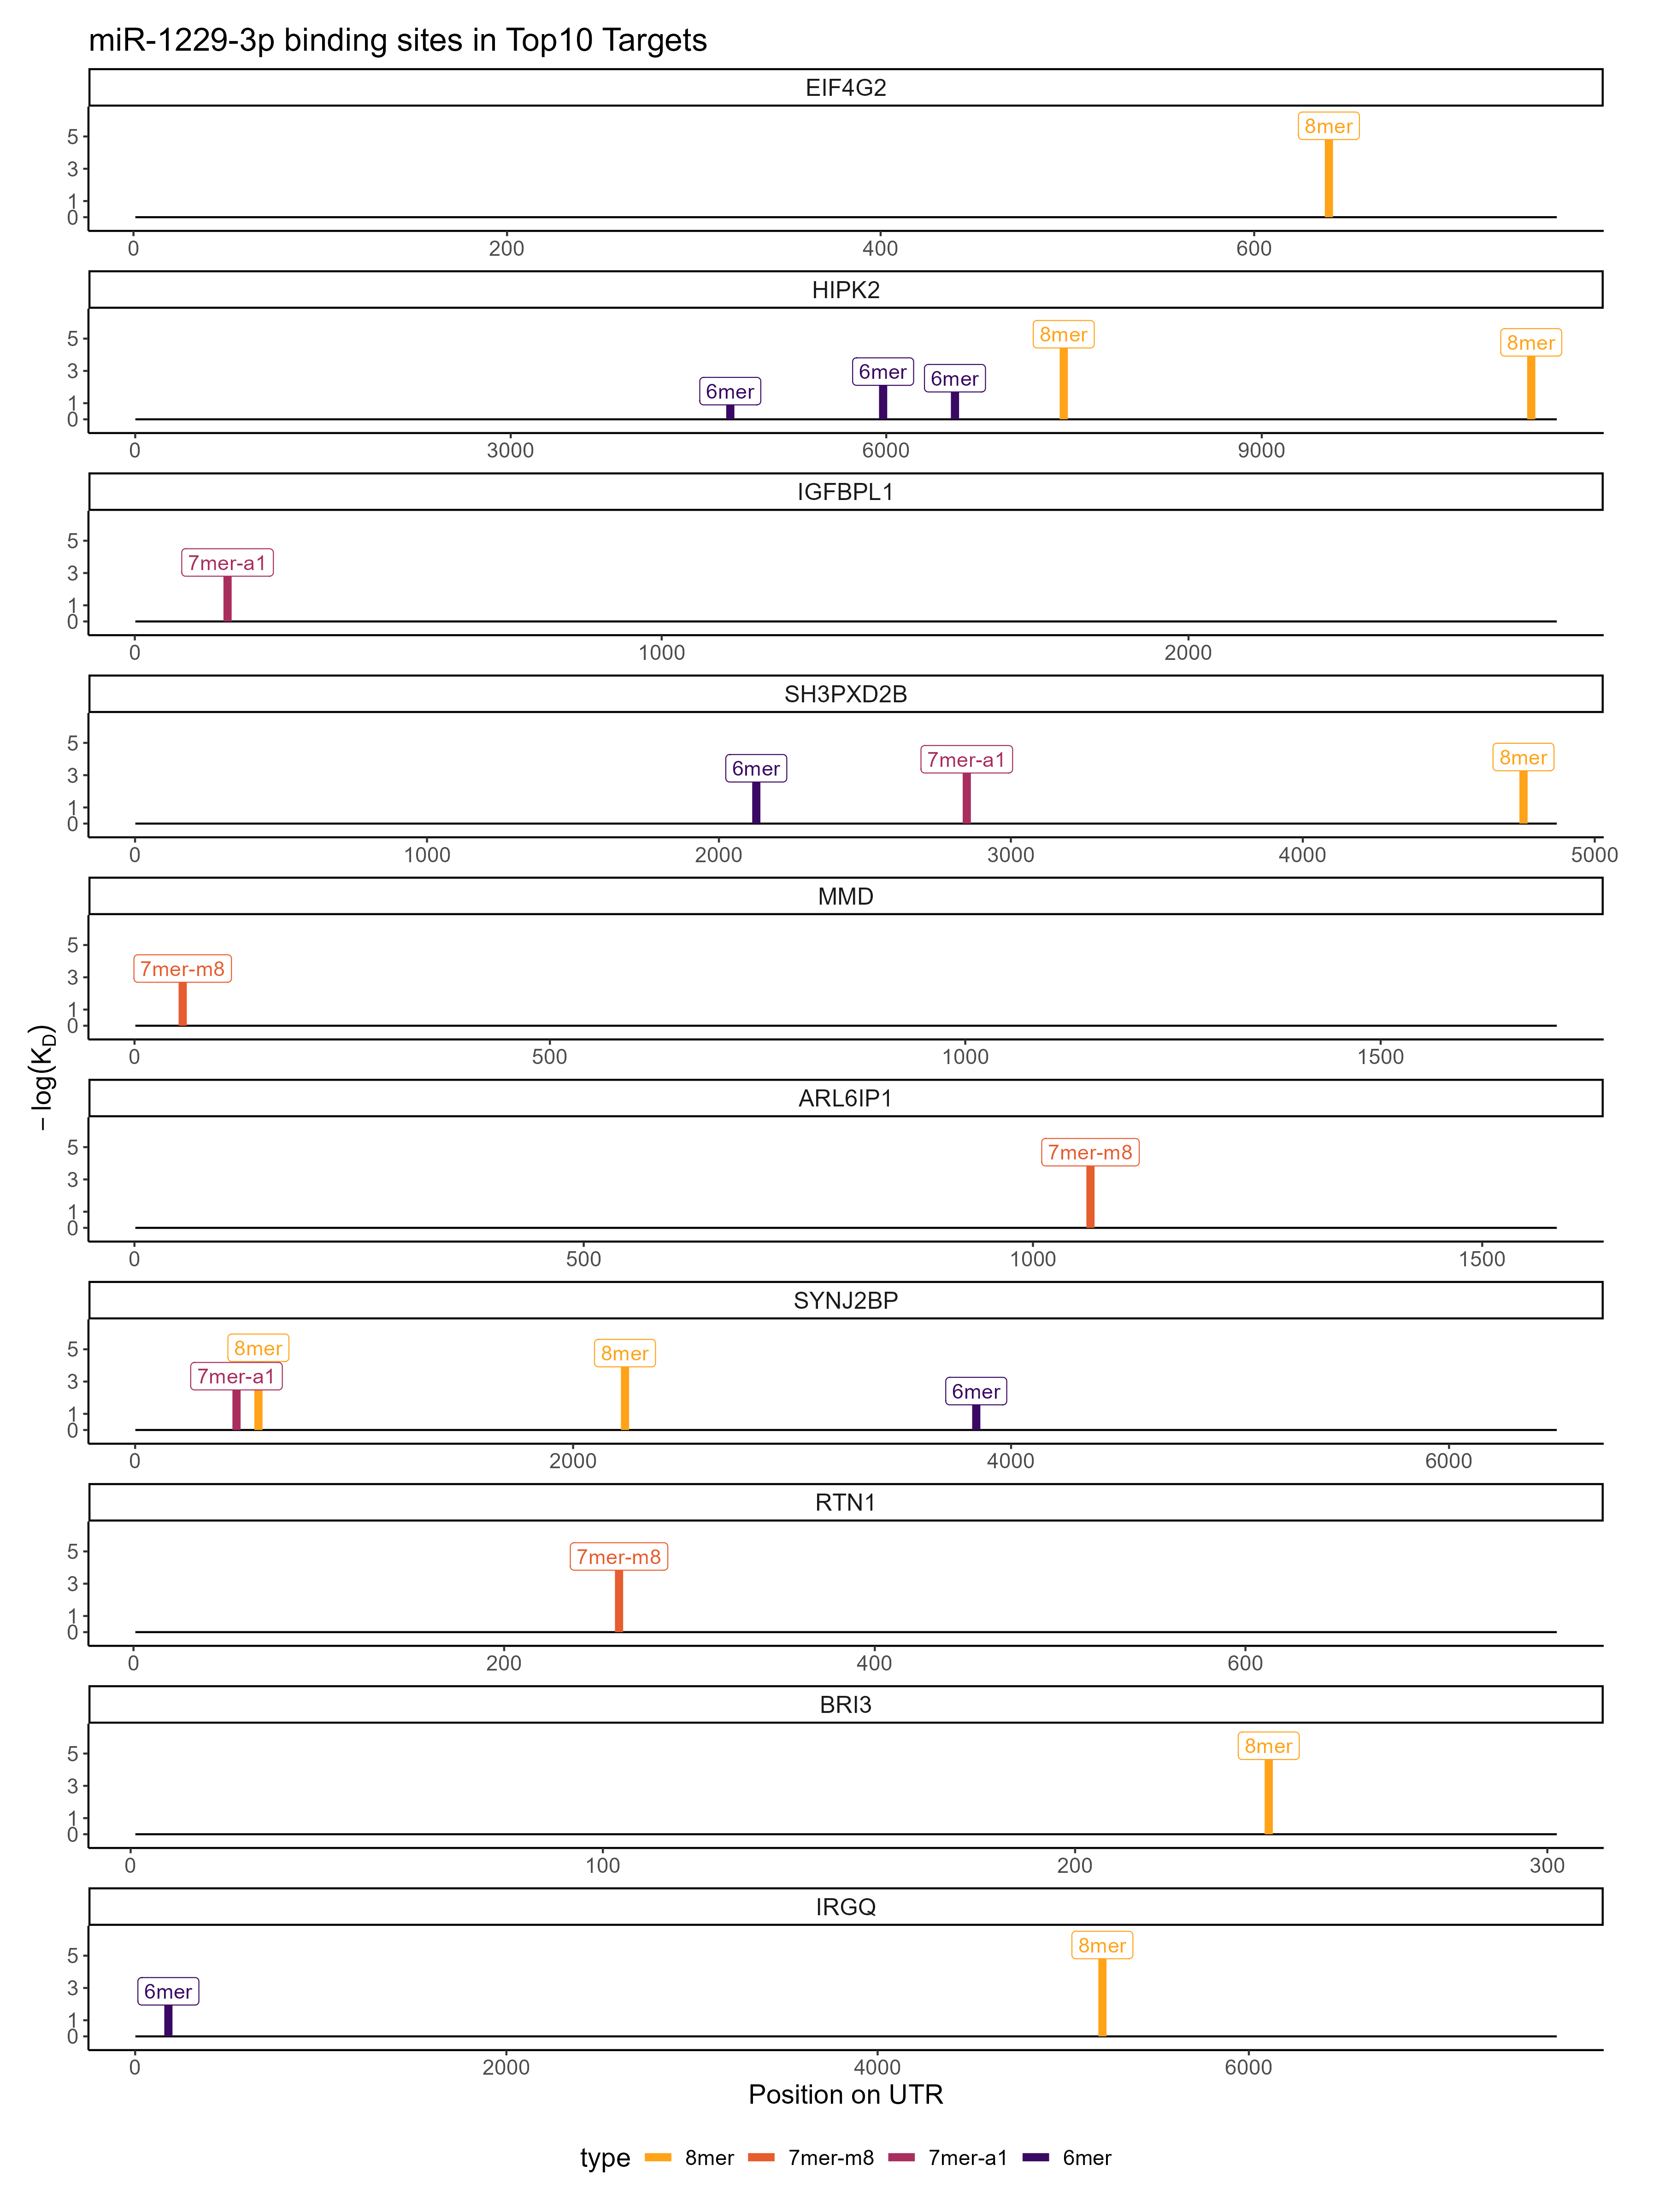 miR-1229-3p binding sites in Top10 Targets
EIF4G2
8mer
5
3
1
0
0 200 400 600
HIPK2
8mer
8mer
6mer
6mer
6mer
5
3
1
0
0 3000 6000 9000
IGFBPL1
7mer-a1
5
3
1
0
0 1000 2000
SH3PXD2B
6mer 7mer-a1 8mer
5
3
1
0
0 1000 2000 3000 4000 5000
MMD
7mer-m8
5
3
1
0
0 500 1000 1500
− log(KD)
ARL6IP1
7mer-m8
5
3
1
0
0 500 1000 1500
SYNJ2BP
8mer
7mer-a1
8mer
6mer
5
3
1
0
0 2000 4000 6000
RTN1
7mer-m8
5
3
1
0
0 200 400 600
BRI3
8mer
5
3
1
0
0 100 200 300
IRGQ
6mer
8mer
5
3
1
0
0 2000 4000 6000
Position on UTR
type 8mer 7mer-m8 7mer-a1 6mer